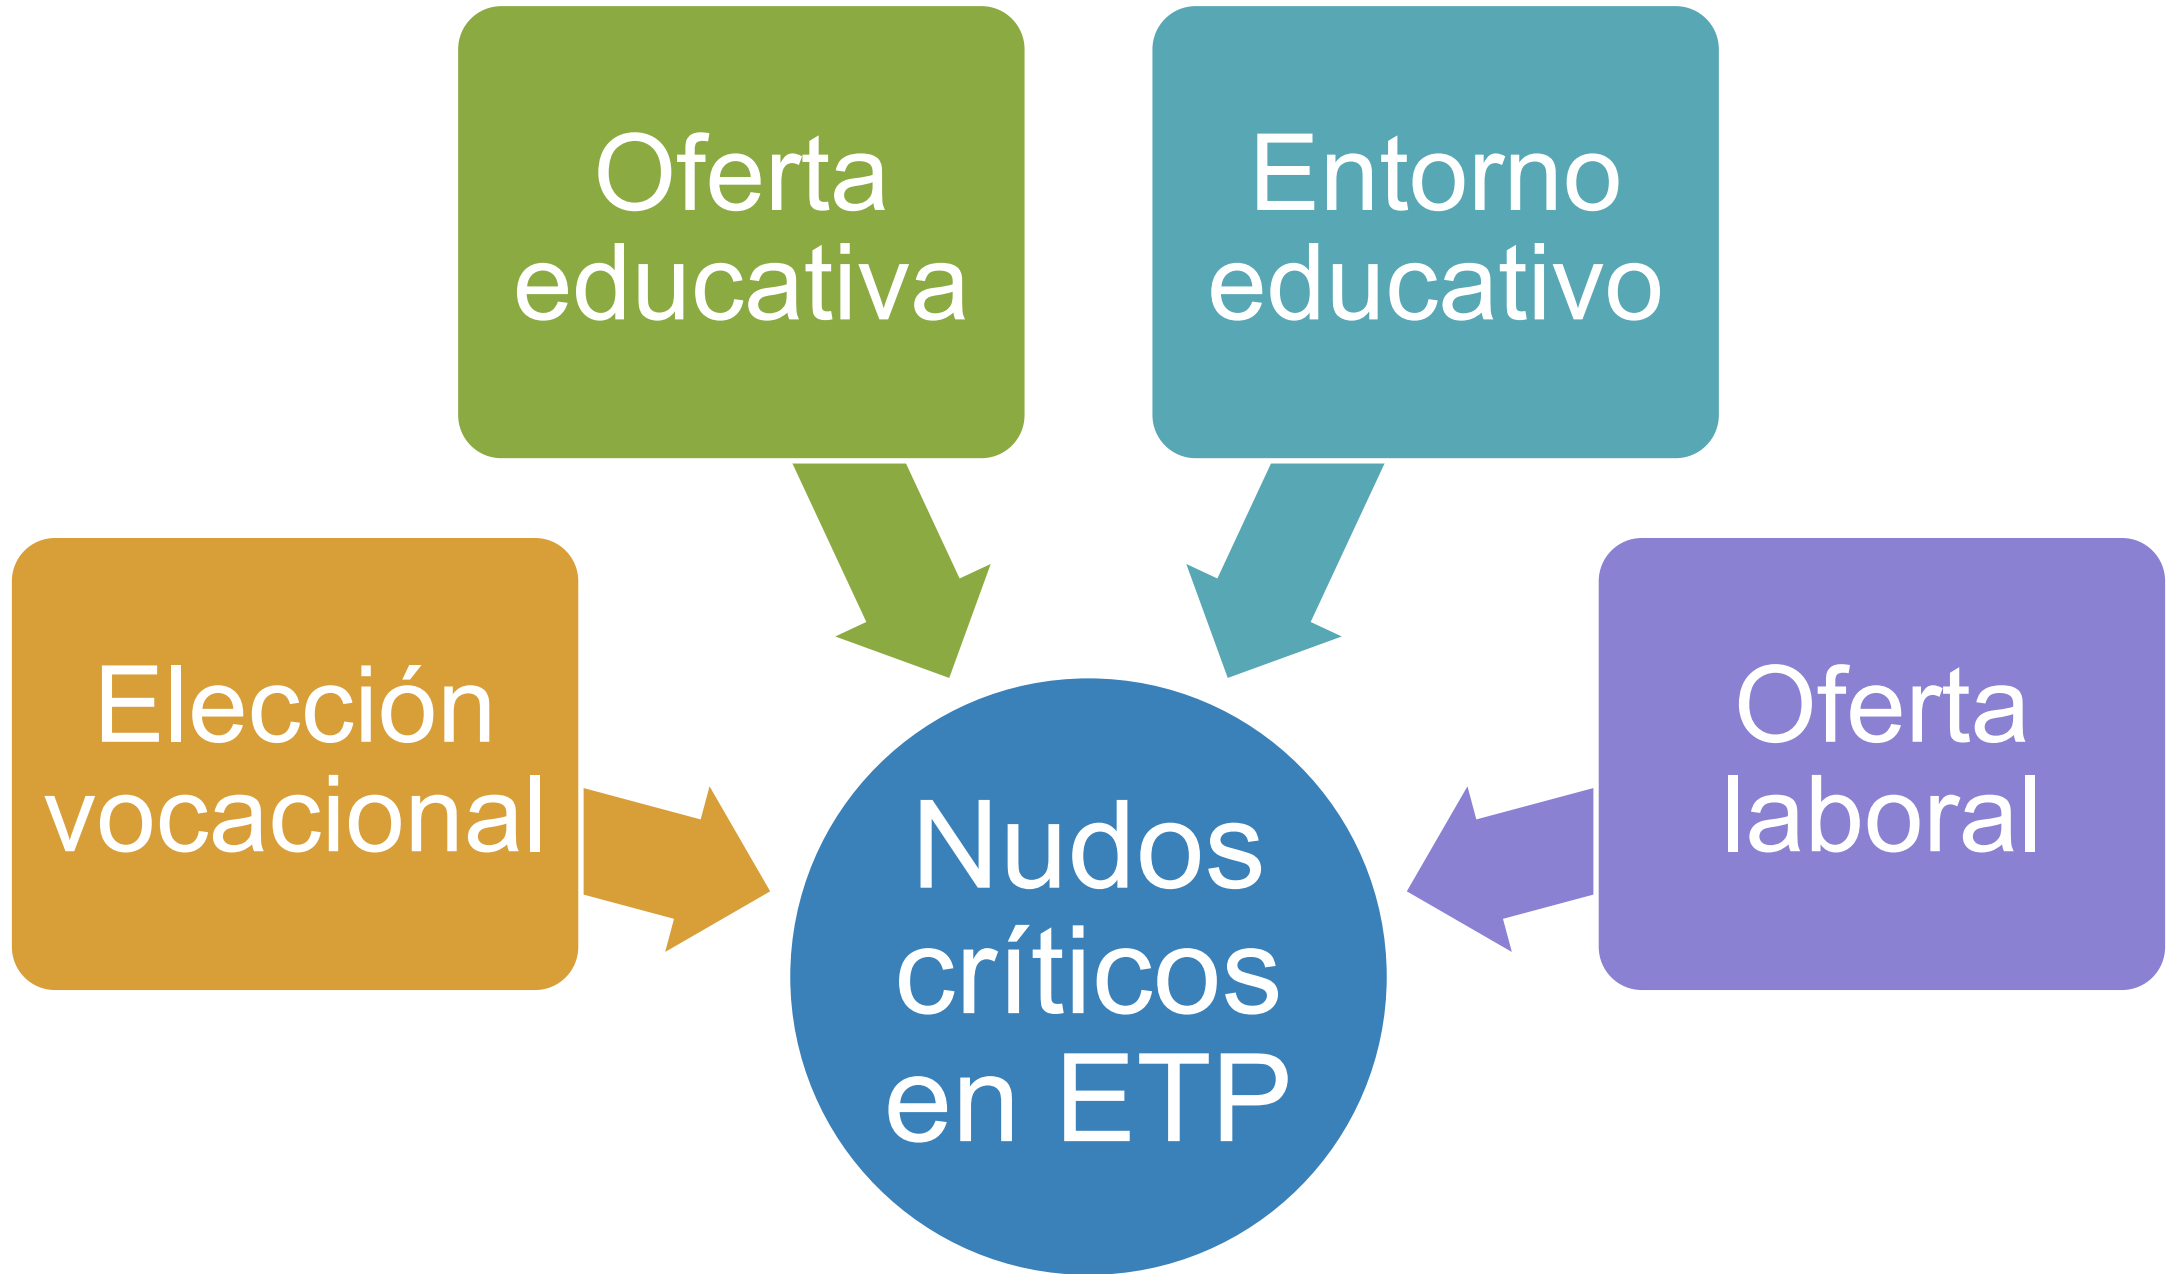 Oferta
educativa
Entorno
educativo
Elección
vocacional
Oferta
laboral
Nudos
críticos
en ETP